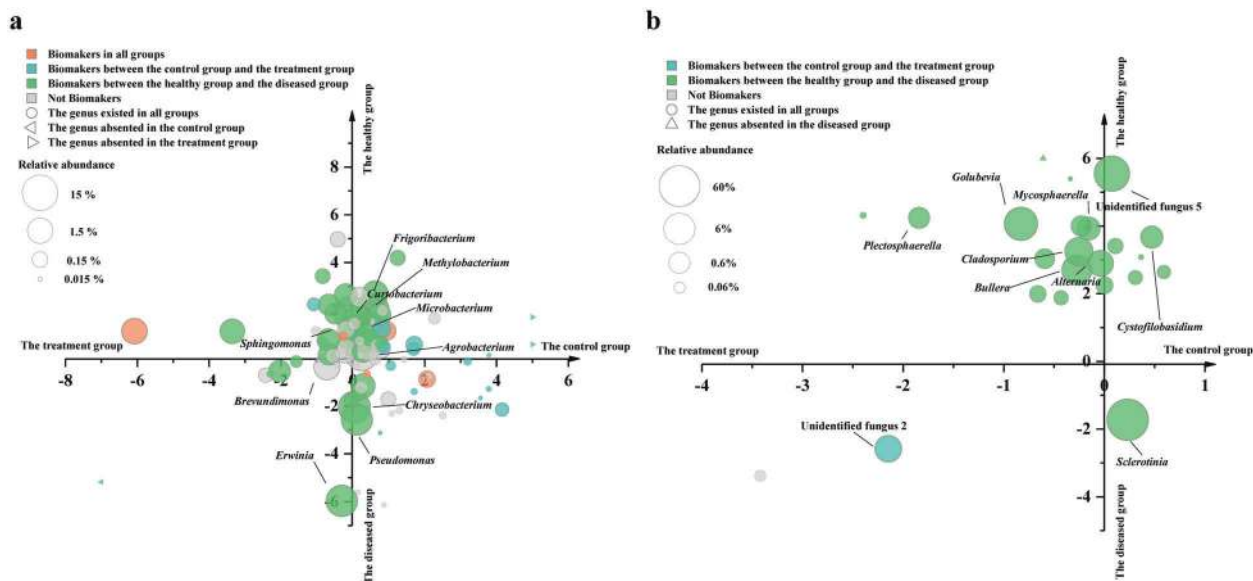 a
Biomakers in all groups
Biomakers between the control group and the treatment group
Biomakers between the healthy group and the diseased group
Not Biomakers
The genus existed in all groups
The genus absented in the control group
The genus absented in the treatment group
Relative abundance
15 %
1.5 %
0.15 %
0.015 %
The healthy group
8
6
4
2
Frigoribacterium
Methylobacterium
Curtobacterium
Microbacterium
Sphingomonas
Agrobacterium
The treatment group
The control group
-8
-6
-4
-2
0
2
4
6
Brevundimonas
Chryseobacterium
-2
-4
Erwinia
Pseudomonas
-6
The diseased group
b
Biomakers between the control group and the treatment group
Biomakers between the healthy group and the diseased group
Not Biomakers
The genus existed in all groups
The genus absented in the diseased group
Relative abundance
60%
6%
0.6%
0.06%
The healthy group
6
4
2
0
Golubevia
Mycosphaerella
Unidentified fungus 5
Plectosphaerella
Cladosporium
Alternaria
Bullera
Cystofilobasidium
The treatment group
The control group
-4
-3
-2
-1
0
1
Unidentified fungus 2
-2
Sclerotinia
-4
The diseased group